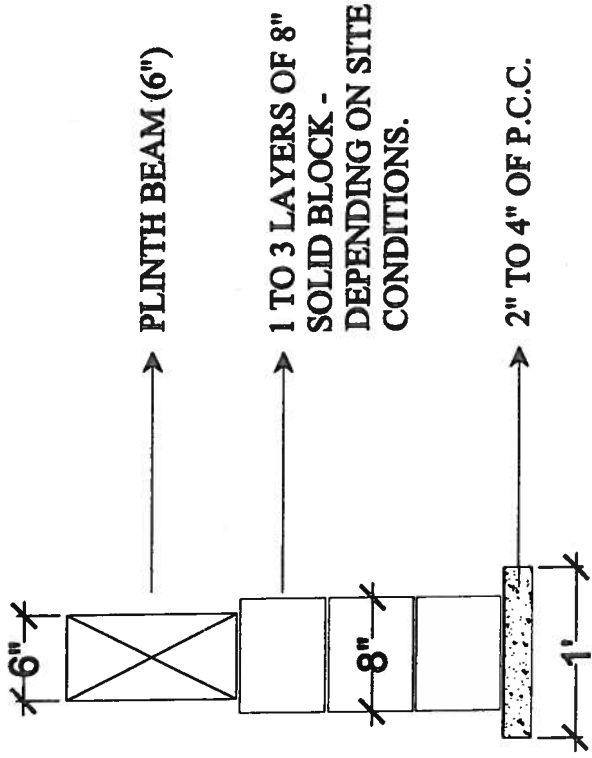 6"
PLINTH BEAM (6")
1 TO 3 LAYERS OF 8"
SOLID BLOCK -
DEPENDING ON SITE
CONDITIONS.
8"
2" TO 4" OF P.C.C.
1'